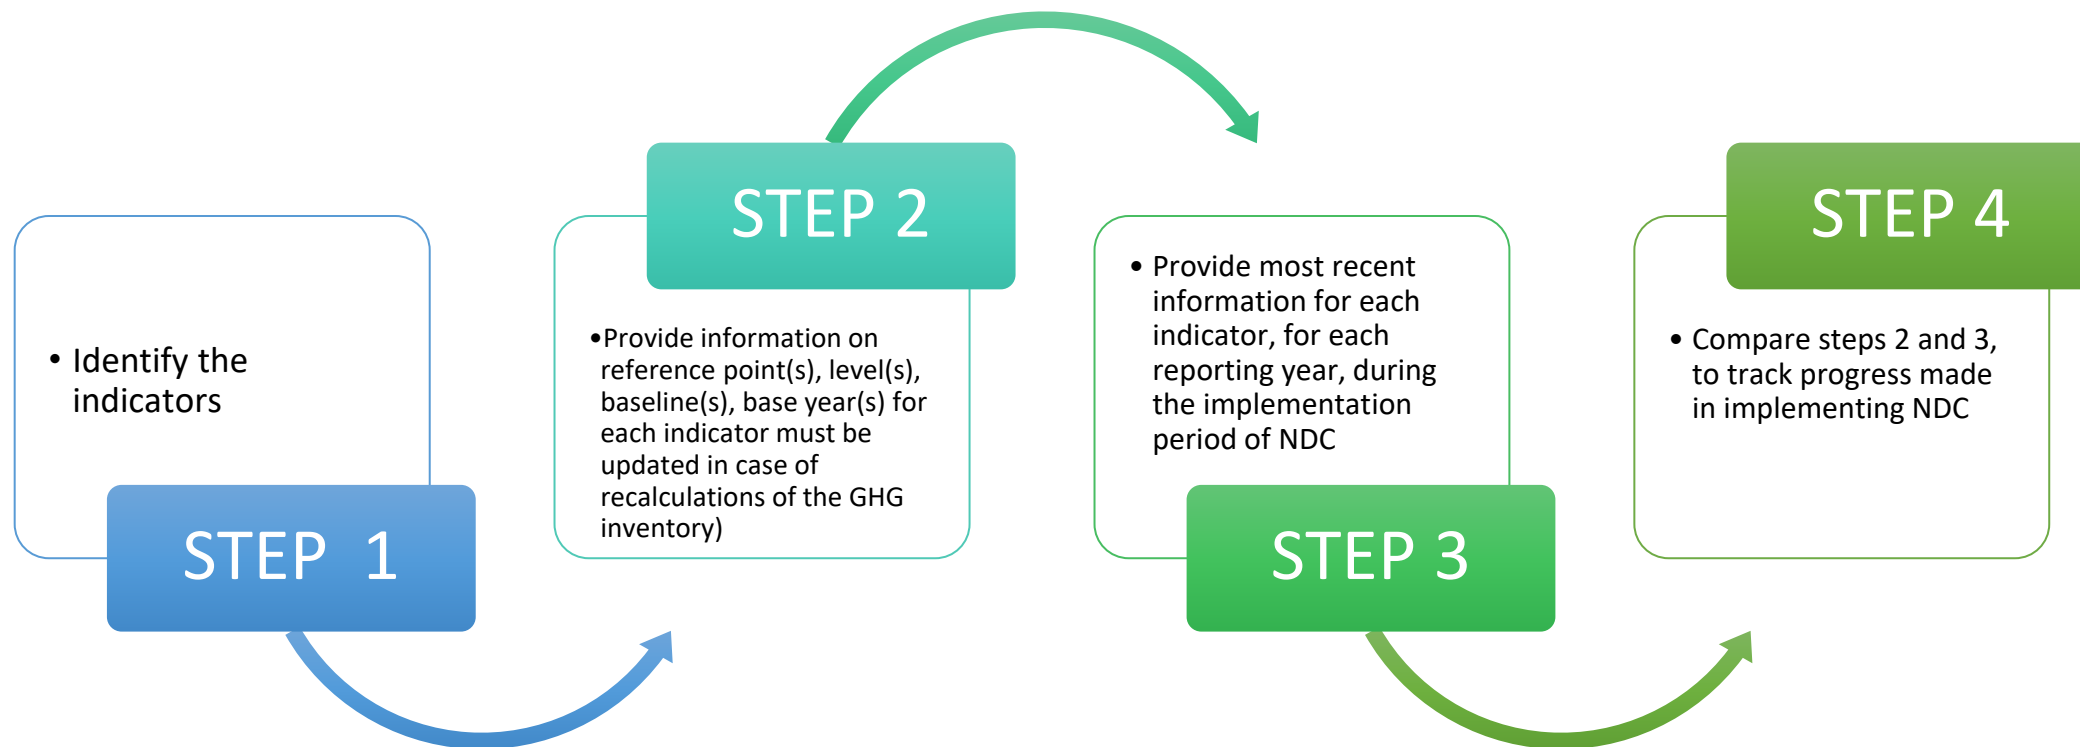 • Identify the
indicators
STEP 1
STEP 2
•Provide information on
reference point(s), level(s),
baseline(s), base year(s) for
each indicator must be
updated in case of
recalculations of the GHG
inventory)
• Provide most recent
information for each
indicator, for each
reporting year, during
the implementation
period of NDC
STEP 3
STEP 4
• Compare steps 2 and 3,
to track progress made
in implementing NDC